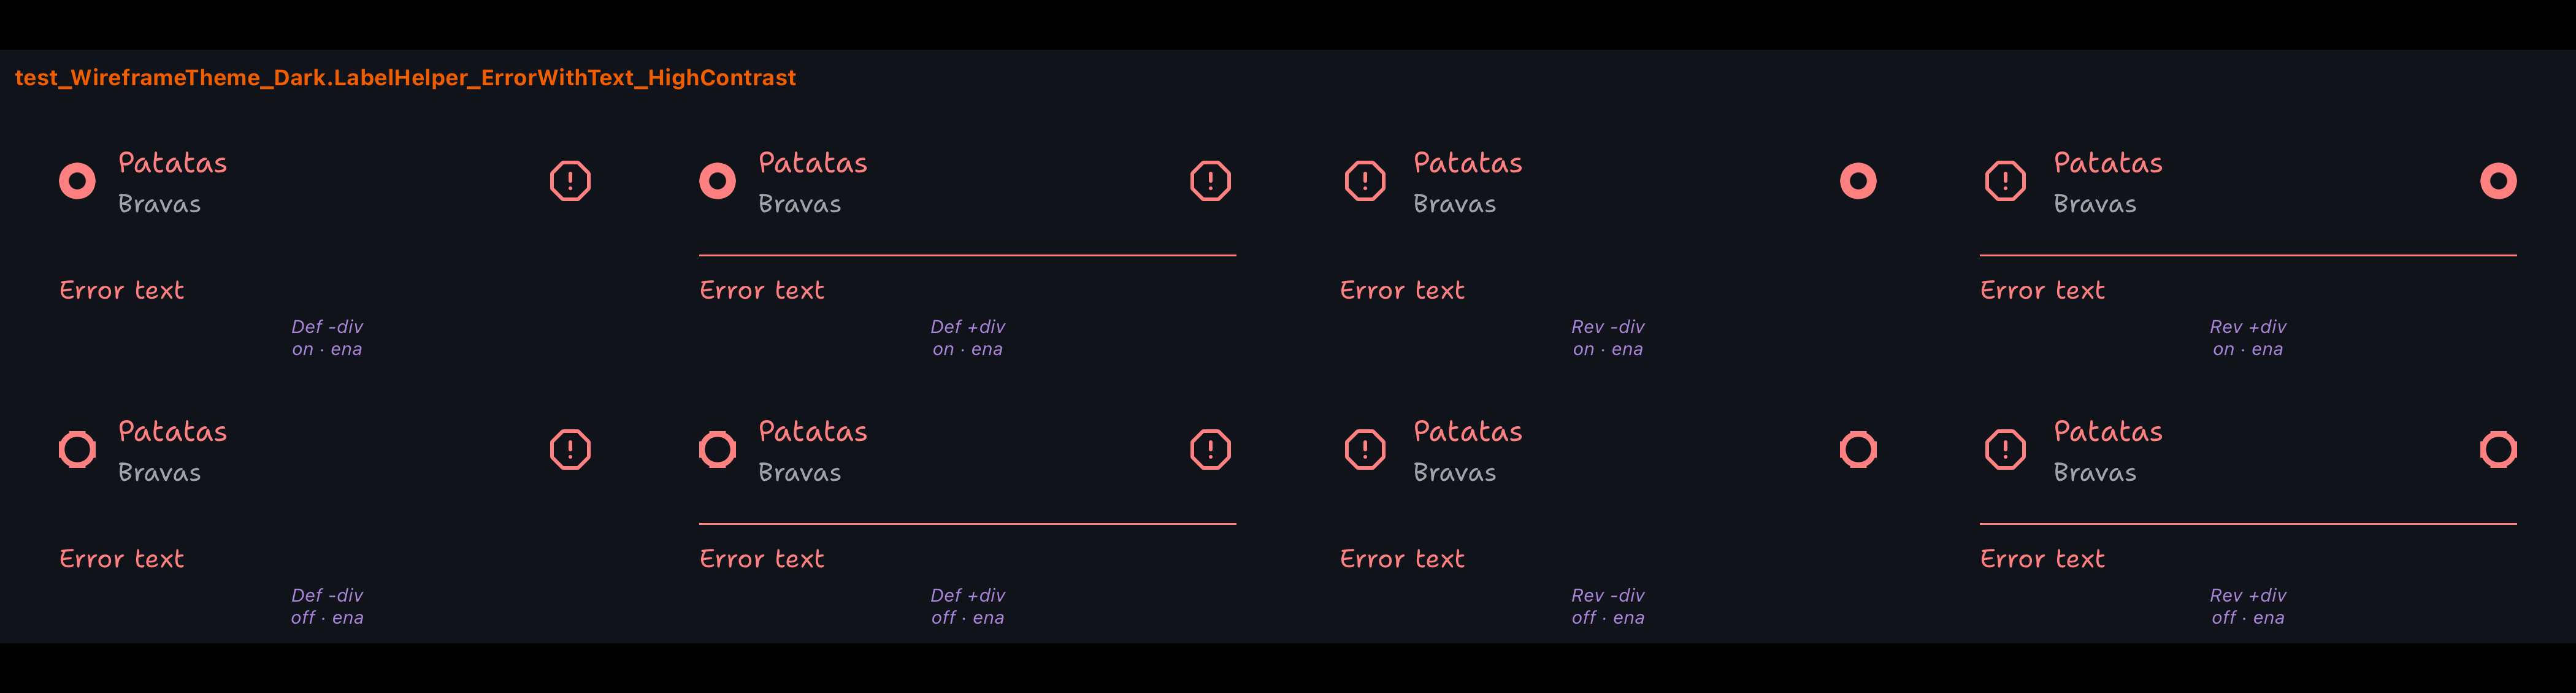 test_WireframeTheme_Dark.LabelHelper_ErrorWithText_HighContrast
Patatas
Bravas
Error text
Def -div
on · ena
Patatas
Bravas
Error text
Def +div
on · ena
Patatas
Bravas
Error text
Rev -div
on · ena
Patatas
Bravas
Error text
Rev +div
on · ena
Patatas
Bravas
Error text
Def -div
off · ena
Patatas
Bravas
Error text
Def +div
off · ena
Patatas
Bravas
Error text
Rev -div
off · ena
Patatas
Bravas
Error text
Rev +div
off · ena